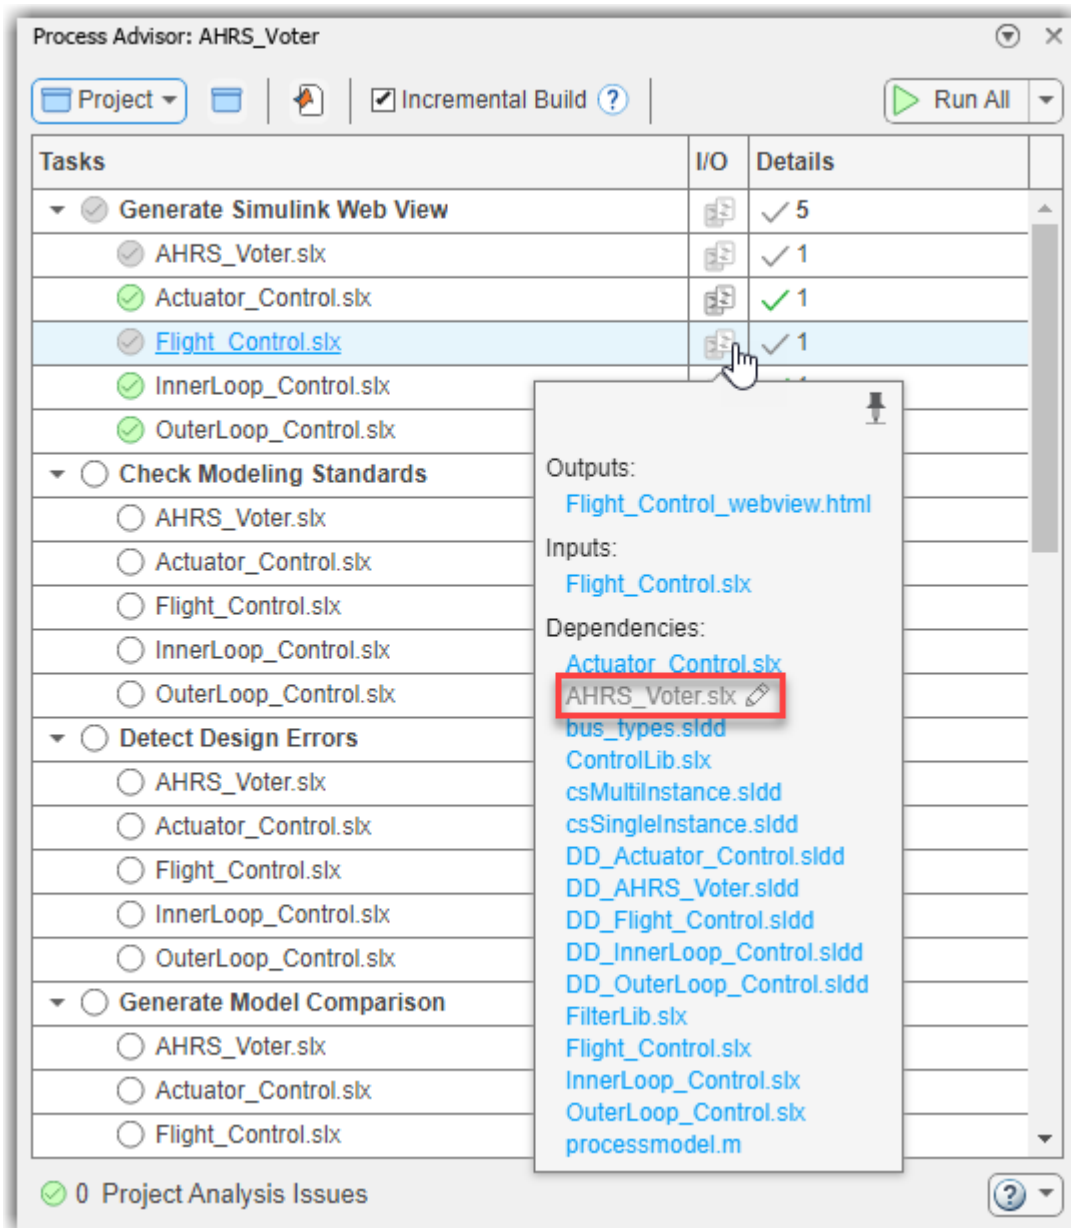 Process Advisor: AHRS_Voter
Project Incremental Build ? Run All
Tasks I/O Details
Generate Simulink Web View 5
AHRS_Voter.slx 1
Actuator_Control.slx 1
Flight_Control.slx 1
InnerLoop_Control.slx
OuterLoop_Control.slx
Check Modeling Standards
AHRS_Voter.slx
Actuator_Control.slx
Flight_Control.slx
InnerLoop_Control.slx
OuterLoop_Control.slx
Detect Design Errors
AHRS_Voter.slx
Actuator_Control.slx
Flight_Control.slx
InnerLoop_Control.slx
OuterLoop_Control.slx
Generate Model Comparison
AHRS_Voter.slx
Actuator_Control.slx
Flight_Control.slx
Outputs:
Flight_Control_webview.html
Inputs:
Flight_Control.slx
Dependencies:
Actuator_Control.slx
AHRS_Voter.slx
bus_types.sldd
ControlLib.slx
csMultiInstance.sldd
csSingleInstance.sldd
DD_Actuator_Control.sldd
DD_AHRS_Voter.sldd
DD_Flight_Control.sldd
DD_InnerLoop_Control.sldd
DD_OuterLoop_Control.sldd
FilterLib.slx
Flight_Control.slx
InnerLoop_Control.slx
OuterLoop_Control.slx
processmodel.m
0 Project Analysis Issues ?